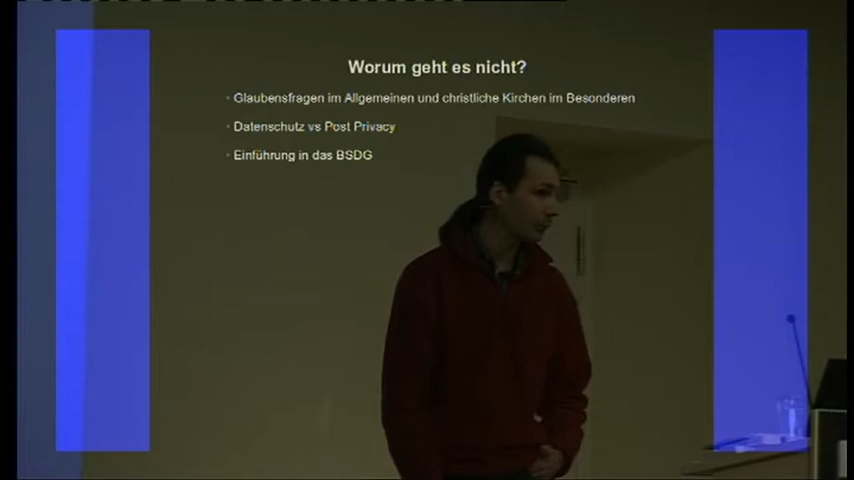 Worum geht es nicht?
Glaubensfragen im Allgemeinen und christliche Kirchen im Besonderen
Datenschutz vs Post Privacy
Einführung in das BSDG